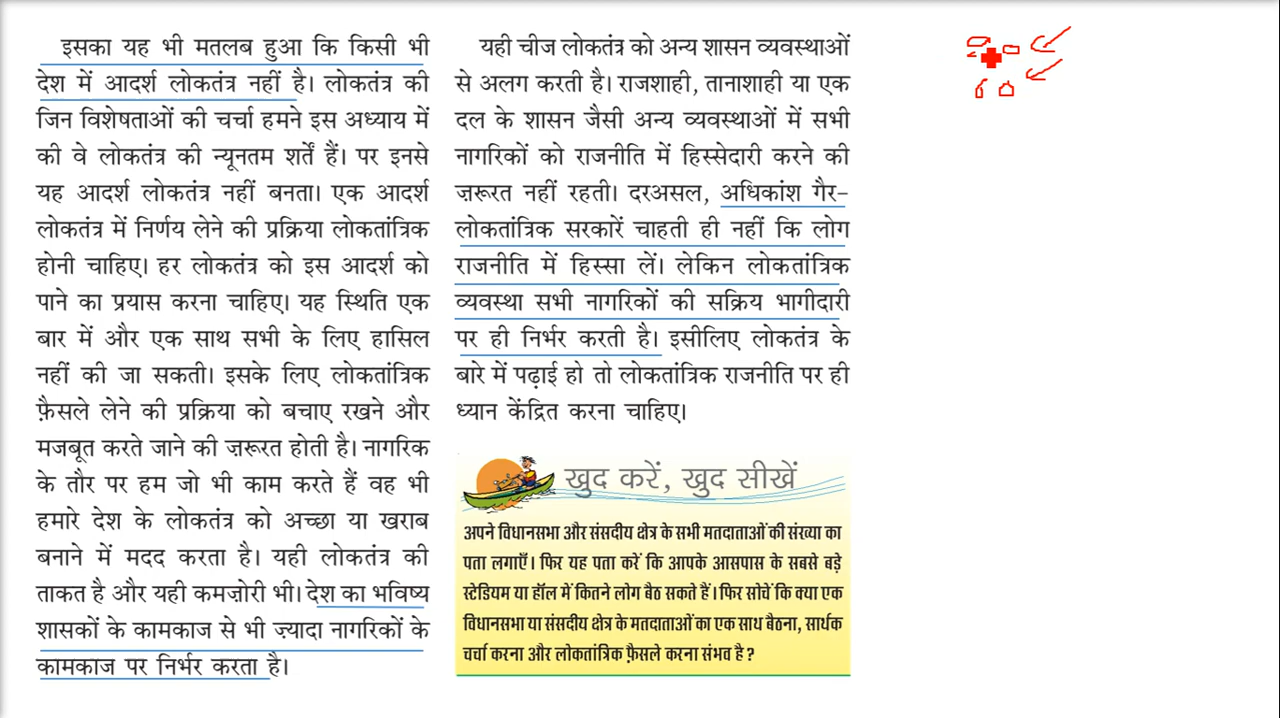 इसका यह भी मतलब हुआ कि किसी भी
देश में आदर्श लोकतंत्र नहीं है। लोकतंत्र की
जिन विशेषताओं की चर्चा हमने इस अध्याय में
की वे लोकतंत्र की न्यूनतम शर्तें हैं। पर इनसे
यह आदर्श लोकतंत्र नहीं बनता। एक आदर्श
लोकतंत्र में निर्णय लेने की प्रक्रिया लोकतांत्रिक
होनी चाहिए। हर लोकतंत्र को इस आदर्श को
पाने का प्रयास करना चाहिए। यह स्थिति एक
बार में और एक साथ सभी के लिए हासिल
नहीं की जा सकती। इसके लिए लोकतांत्रिक
फ़ैसले लेने की प्रक्रिया को बचाए रखने और
मजबूत करते जाने की ज़रूरत होती है। नागरिक
के तौर पर हम जो भी काम करते हैं वह भी
हमारे देश के लोकतंत्र को अच्छा या खराब
बनाने में मदद करता है। यही लोकतंत्र की
ताकत है और यही कमज़ोरी भी। देश का भविष्य
शासकों के कामकाज से भी ज़्यादा नागरिकों के
कामकाज पर निर्भर करता है।
यही चीज लोकतंत्र को अन्य शासन व्यवस्थाओं
से अलग करती है। राजशाही, तानाशाही या एक
दल के शासन जैसी अन्य व्यवस्थाओं में सभी
नागरिकों को राजनीति में हिस्सेदारी करने की
ज़रूरत नहीं रहती। दरअसल, अधिकांश गैर–
लोकतांत्रिक सरकारें चाहती ही नहीं कि लोग
राजनीति में हिस्सा लें। लेकिन लोकतांत्रिक
व्यवस्था सभी नागरिकों की सक्रिय भागीदारी
पर ही निर्भर करती है। इसीलिए लोकतंत्र के
बारे में पढ़ाई हो तो लोकतांत्रिक राजनीति पर ही
ध्यान केंद्रित करना चाहिए।
खुद करें, खुद सीखें
अपने विधानसभा और संसदीय क्षेत्र के सभी मतदाताओं की संख्या का
पता लगाएँ। फिर यह पता करें कि आपके आसपास के सबसे बड़े
स्टेडियम या हॉल में कितने लोग बैठ सकते हैं। फिर सोचें कि क्या एक
विधानसभा या संसदीय क्षेत्र के मतदाताओं का एक साथ बैठना, सार्थक
चर्चा करना और लोकतांत्रिक फ़ैसले करना संभव है?